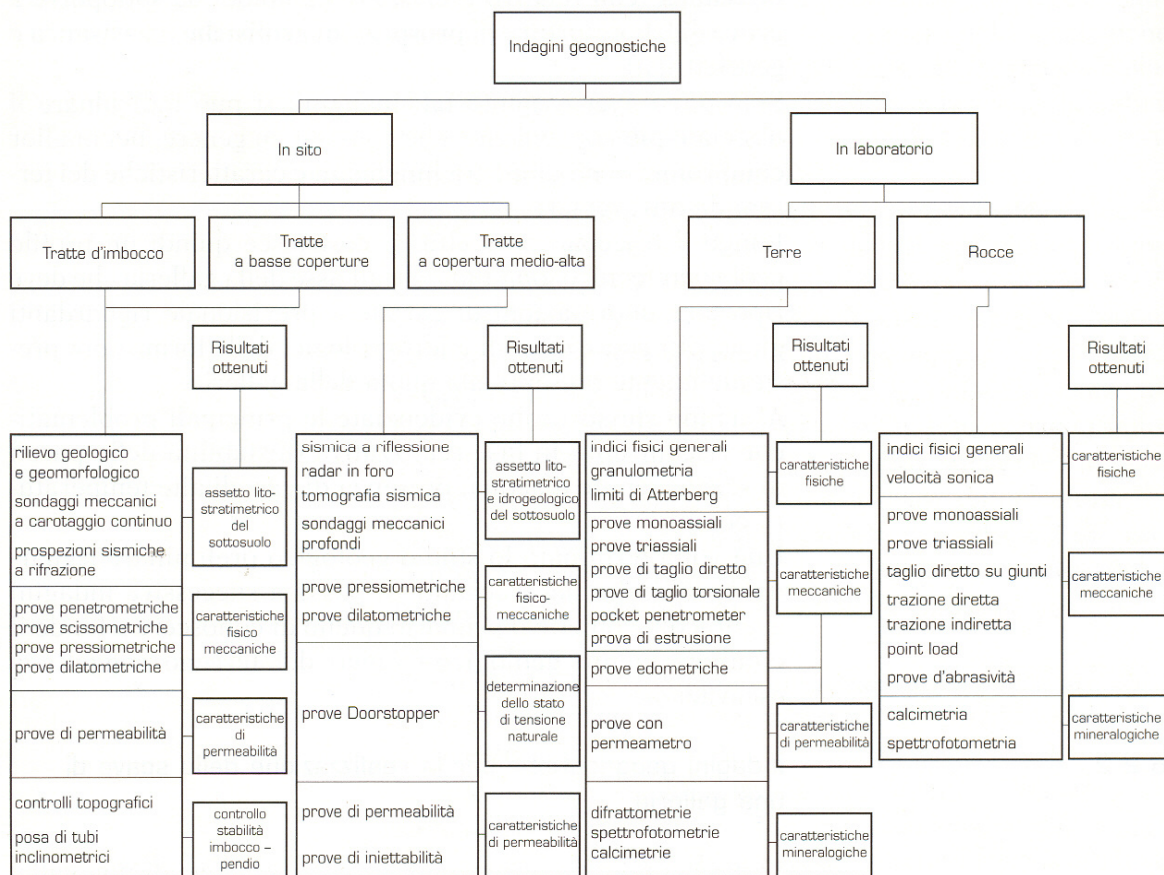 Indagini geognostiche
In sito
In laboratorio
Tratte d'imbocco
Tratte
a basse coperture
Tratte
a copertura medio-alta
Terre
Rocce
Risultati
ottenuti
Risultati
ottenuti
Risultati
ottenuti
Risultati
ottenuti
rilievo geologico
e geomorfologico
sondaggi meccanici
a carotaggio continuo
prospezioni sismiche
a rifrazione
assetto lito-
stratimetrico
del
sottosuolo
prove penetrometriche
prove scissometriche
prove pressiometriche
prove dilatometriche
caratteristiche
fisico
meccaniche
prove di permeabilità
caratteristiche
di
permeabilità
controlli topografici
posa di tubi
inclinometrici
controllo
stabilità
imbocco –
pendio
sismica a riflessione
radar in foro
tomografia sismica
sondaggi meccanici
profondi
assetto lito-
stratimetrico
e idrogeologico
del sottosuolo
prove pressiometriche
prove dilatometriche
caratteristiche
fisico-
meccaniche
prove Doorstopper
determinazione
dello stato
di tensione
naturale
prove di permeabilità
prove di iniettabilità
caratteristiche
di permeabilità
indici fisici generali
granulometria
limiti di Atterberg
caratteristiche
fisiche
prove monoassiali
prove triassiali
prove di taglio diretto
prove di taglio torsionale
pocket penetrometer
prova di estrusione
caratteristiche
meccaniche
prove edometriche
prove con
permeametro
caratteristiche
di permeabilità
difrattometrie
spettrofotometrie
calcimetrie
caratteristiche
mineralogiche
indici fisici generali
velocità sonica
caratteristiche
fisiche
prove monoassiali
prove triassiali
taglio diretto su giunti
trazione diretta
trazione indiretta
point load
prove d'abrasività
caratteristiche
meccaniche
calcimetria
spettrofotometria
caratteristiche
mineralogiche